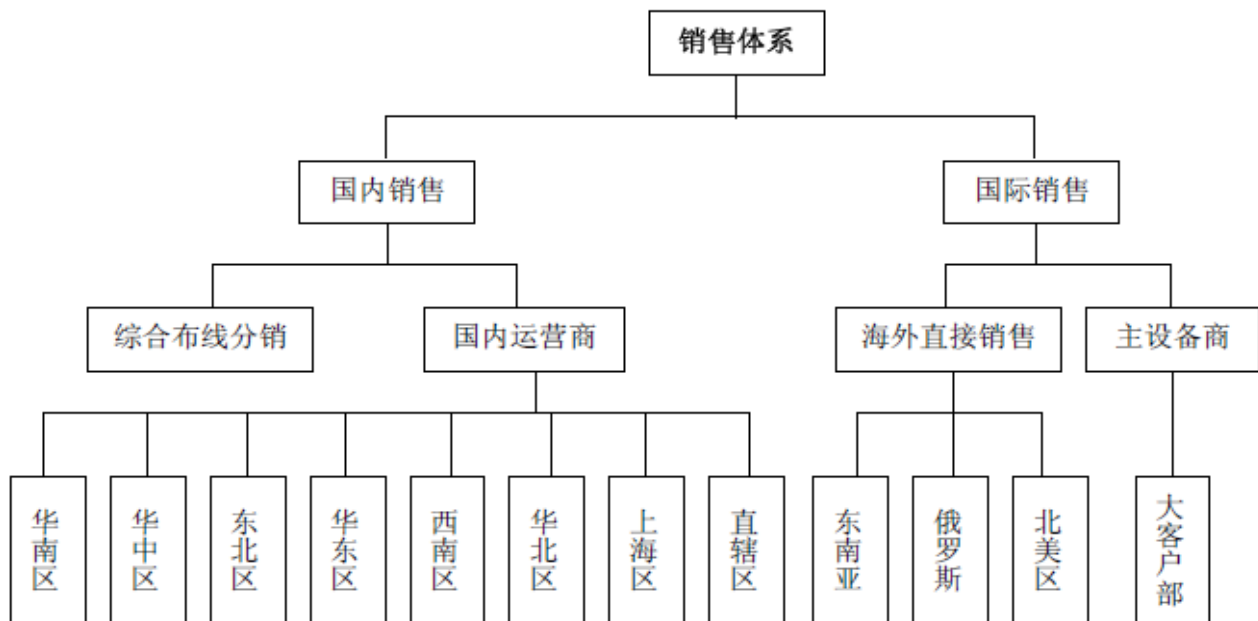 销售体系
国内销售
国际销售
综合布线分销
国内运营商
海外直接销售
主设备商
华南区
华中区
东北区
华东区
西南区
华北区
上海区
直辖区
东南亚
俄罗斯
北美区
大客户部